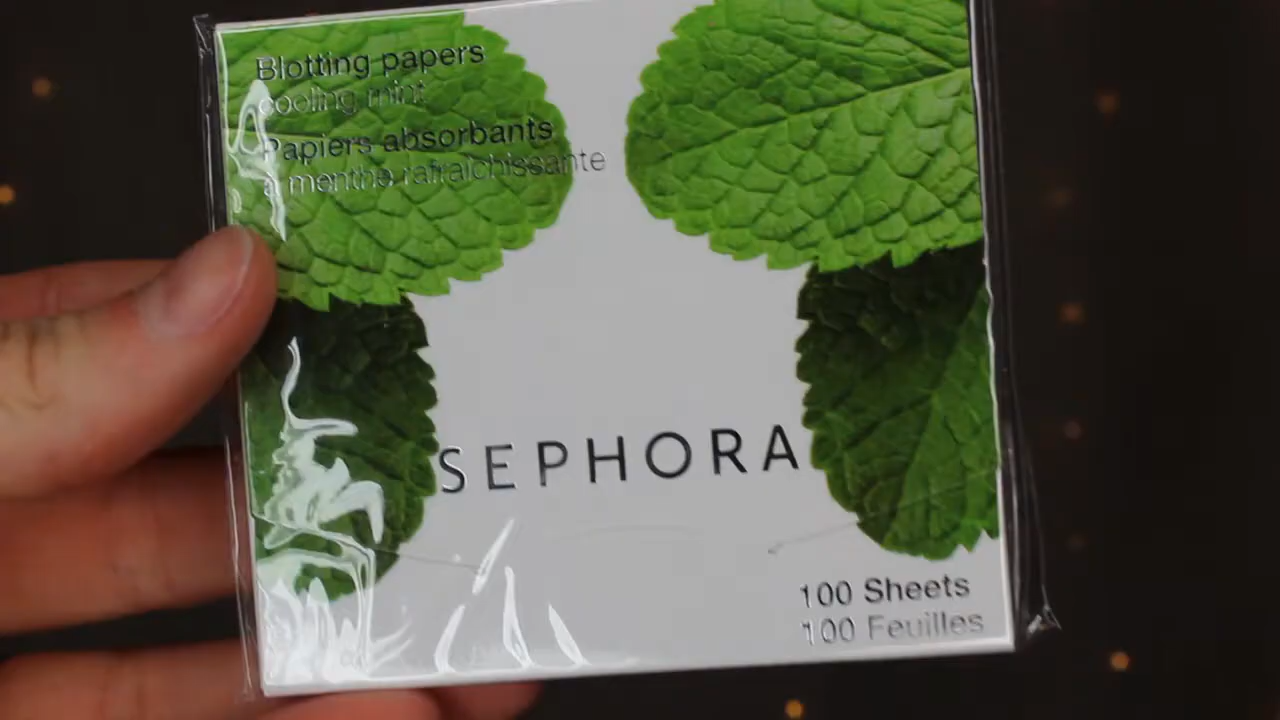 Blotting papers
cooling mint
Papiers absorbants
à menthe rafraîchissante
SEPHORA
100 Sheets
100 Feuilles